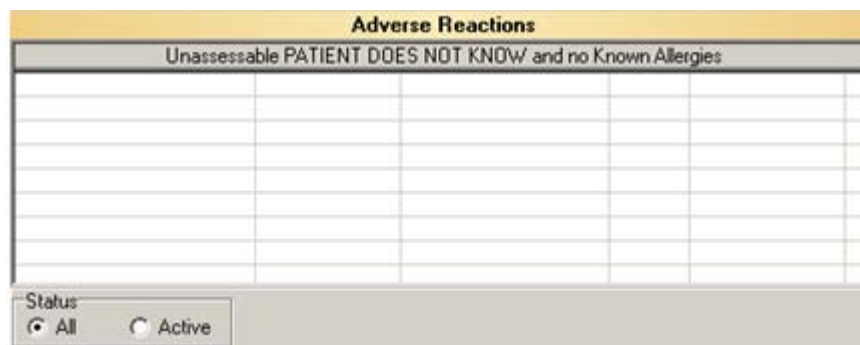 Adverse Reactions
Unassessable PATIENT DOES NOT KNOW and no Known Allergies
Status
All Active